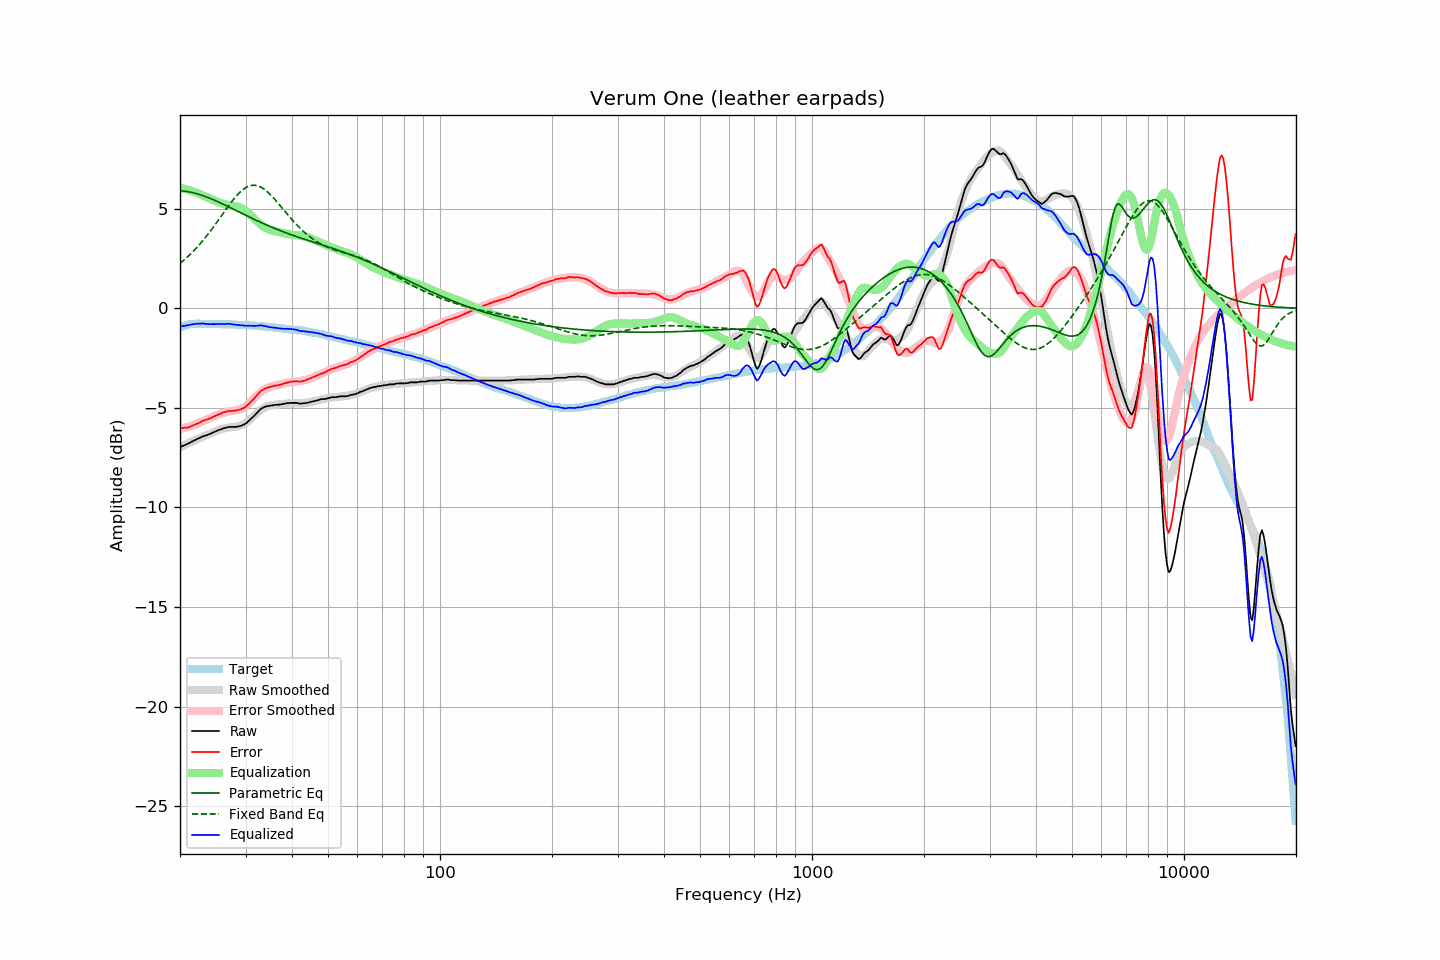 Verum One (leather earpads)
Amplitude (dBr)
5
0
−5
−10
−15
−20
−25
Target
Raw Smoothed
Error Smoothed
Raw
Error
Equalization
Parametric Eq
Fixed Band Eq
Equalized
100
1000
10000
Frequency (Hz)